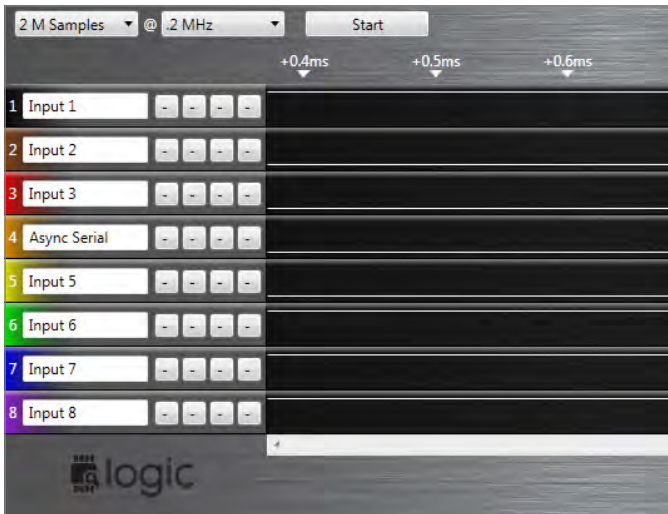 2 M Samples @ .2 MHz Start
+0.4ms +0.5ms +0.6ms
1 Input 1 - - - -
2 Input 2 - - - -
3 Input 3 - - - -
4 Async Serial - - - -
5 Input 5 - - - -
6 Input 6 - - - -
7 Input 7 - - - -
8 Input 8 - - - -
logic